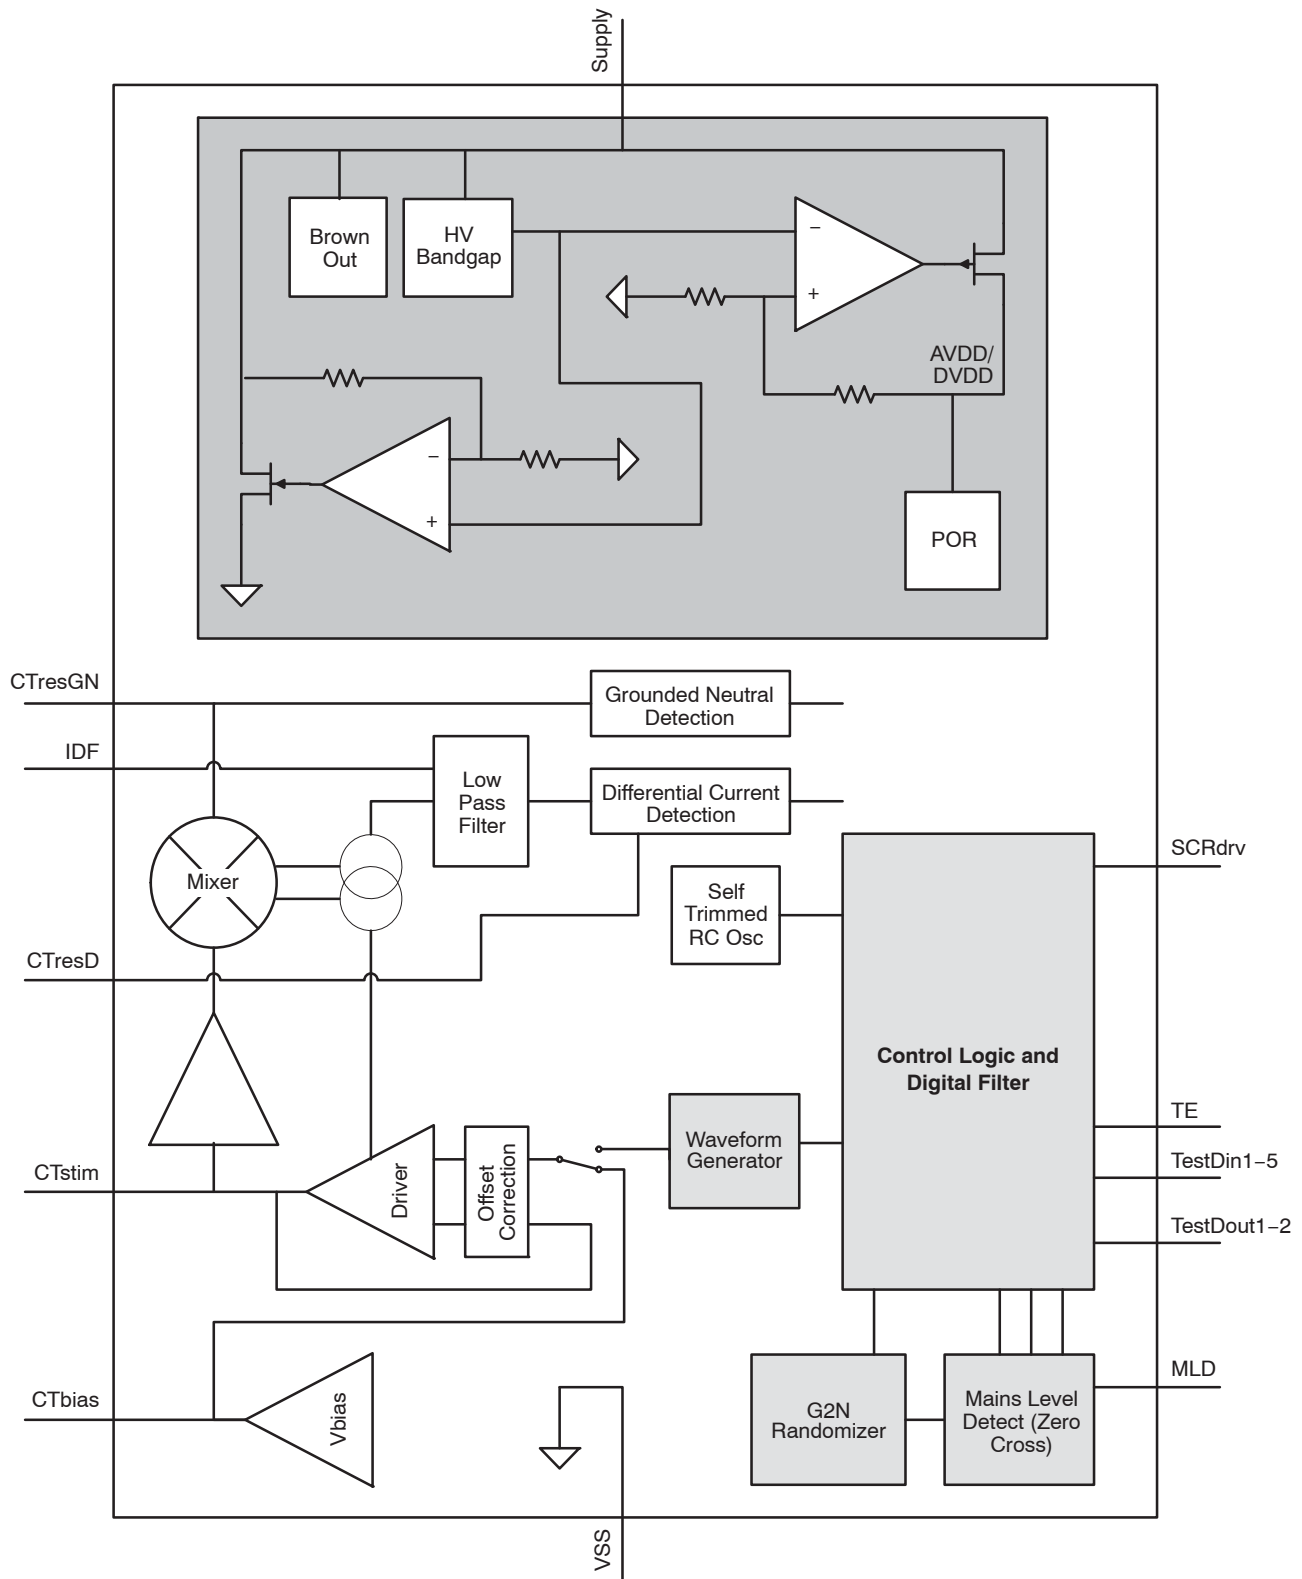 Supply
Brown
Out
HV
Bandgap
−
+
AVDD/
DVDD
−
+
POR
CTresGN
Grounded Neutral
Detection
IDF
Low
Pass
Filter
Differential Current
Detection
Mixer
SCRdrv
Self
Trimmed
RC Osc
CTresD
Control Logic and
Digital Filter
TE
Waveform
Generator
TestDin1−5
CTstim
Driver
Offset
Correction
TestDout1−2
MLD
CTbias
Vbias
G2N
Randomizer
Mains Level
Detect (Zero
Cross)
VSS